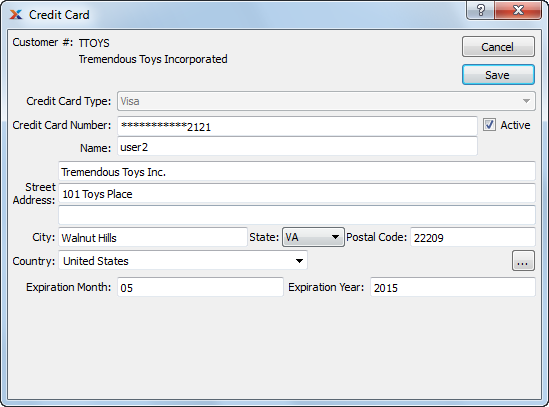 Credit Card
Customer #: TTOYS
Tremendous Toys Incorporated
Cancel
Save
Credit Card Type: Visa
Credit Card Number: ***********2121 Active
Name: user2
Tremendous Toys Inc.
Street Address: 101 Toys Place
City: Walnut Hills State: VA Postal Code: 22209
Country: United States ...
Expiration Month: 05 Expiration Year: 2015